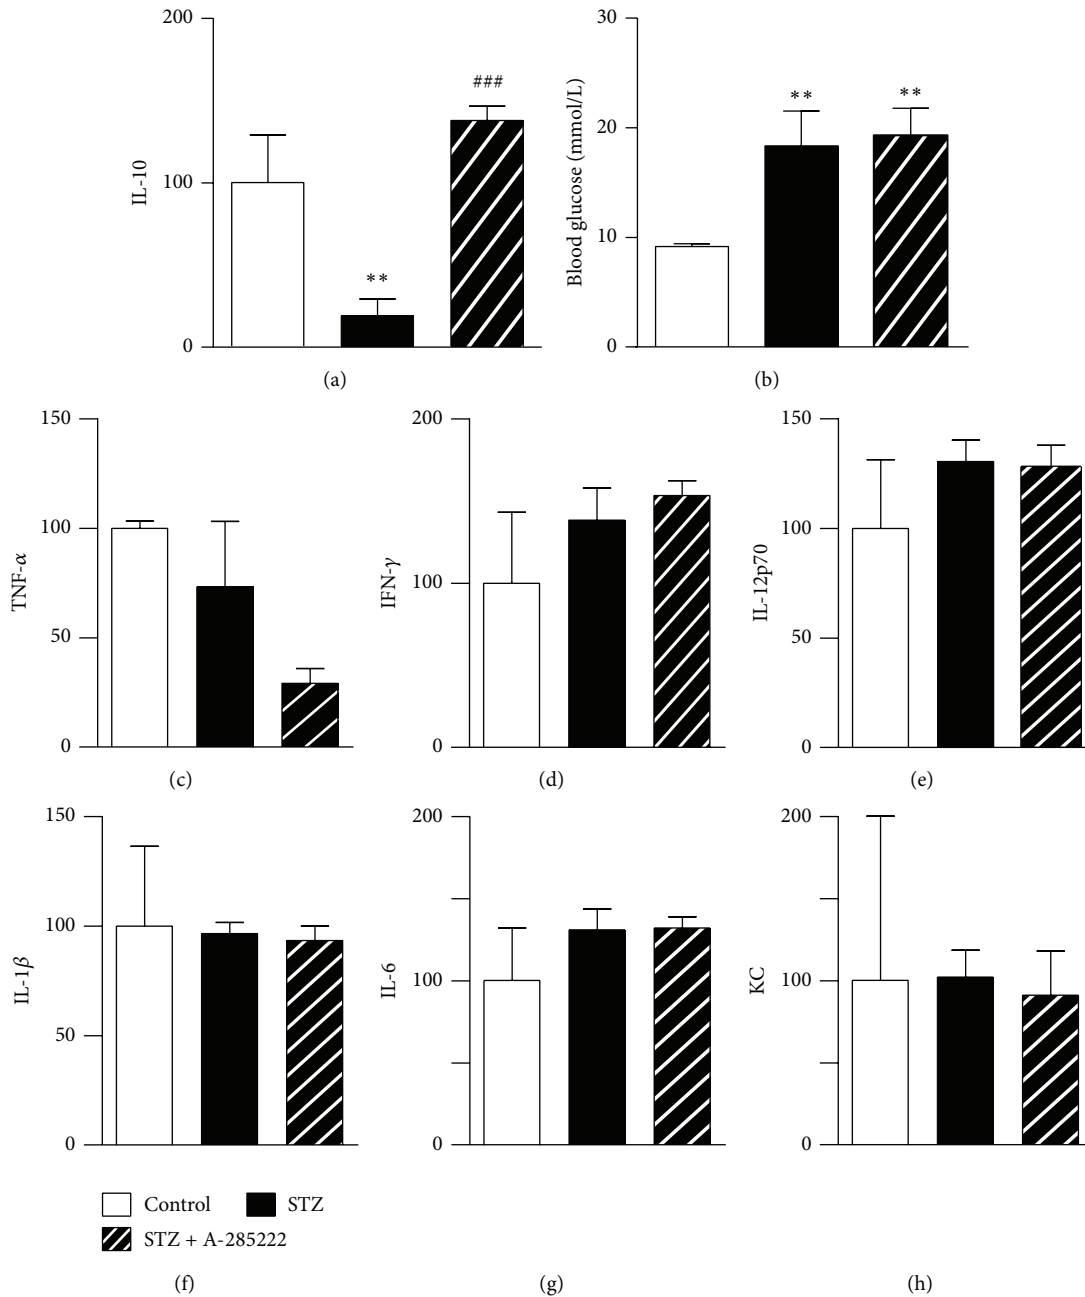 200
100
0
IL-10
**
###
(a)
30
20
10
0
Blood glucose (mmol/L)
**
**
(b)
150
100
50
0
TNF-α
(c)
200
100
0
IFN-γ
(d)
150
100
50
0
IL-12p70
(e)
150
100
50
0
IL-1β
200
100
0
IL-6
200
100
0
KC
Control
STZ
STZ + A-285222
(f)
(g)
(h)